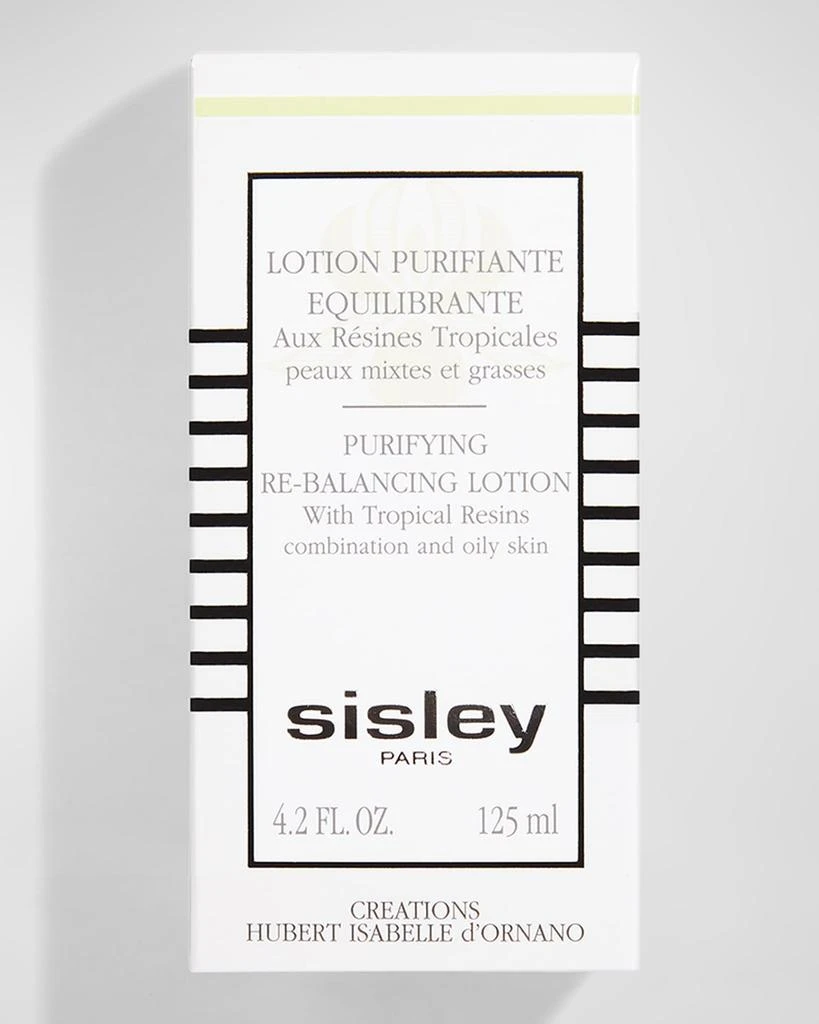 LOTION PURIFIANTE
EQUILIBRANTE
Aux Résines Tropicales
peaux mixtes et grasses
PURIFYING
RE-BALANCING LOTION
With Tropical Resins
combination and oily skin
sisley
PARIS
4.2 FL. OZ. 125 ml
CREATIONS
HUBERT ISABELLE d'ORNANO